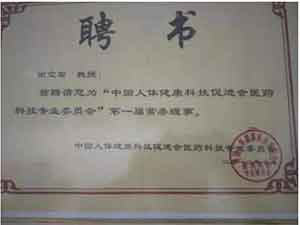 聘 书
教授:
兹聘请您为“中国人体健康科技促进会医药
科技专业委员会”第一届常委理事。
中国人体健康科技促进会医药科技专业委员会